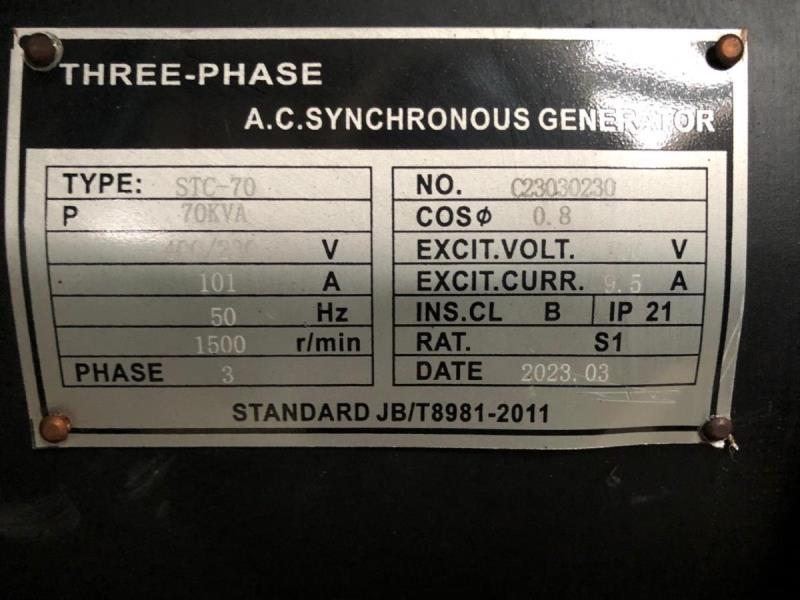 THREE-PHASE
A.C.SYNCHRONOUS GENERATOR
TYPE: STC-70 NO. C23030230
P 70KVA COSϕ 0.8
400/230 V EXCIT.VOLT. V
101 A EXCIT.CURR. 9.5 A
50 Hz INS.CL B IP 21
1500 r/min RAT. S1
PHASE 3 DATE 2023.03
STANDARD JB/T8981-2011